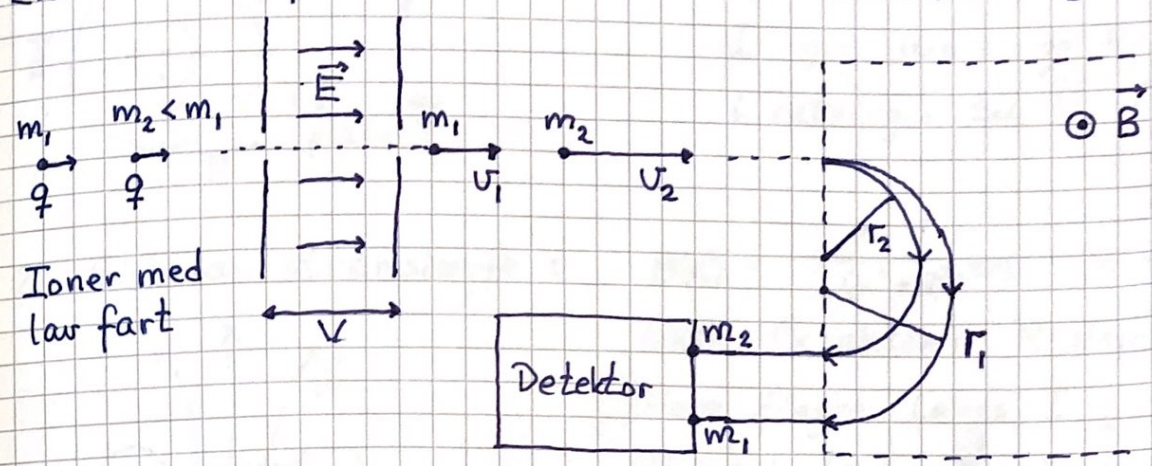 m₁
q
m₂ < m₁
q
Ioner med
lav fart
E
V
m₁
v₁
m₂
v₂
B
r₂
r₁
Detektor
m₂
m₁